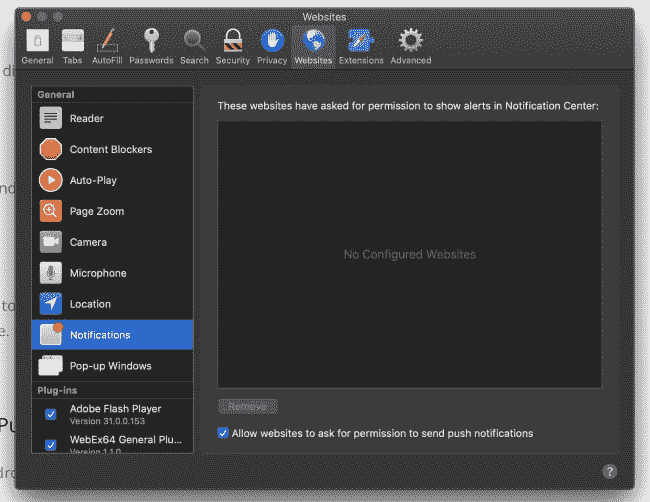 Websites
General Tabs AutoFill Passwords Search Security Privacy Websites Extensions Advanced
General
Reader
Content Blockers
Auto-Play
Page Zoom
Camera
Microphone
Location
Notifications
Pop-up Windows
Plug-ins
Adobe Flash Player
Version 31.0.0.153
WebEx64 General Plu...
Version 1.1.0
These websites have asked for permission to show alerts in Notification Center:
No Configured Websites
Remove
Allow websites to ask for permission to send push notifications
?